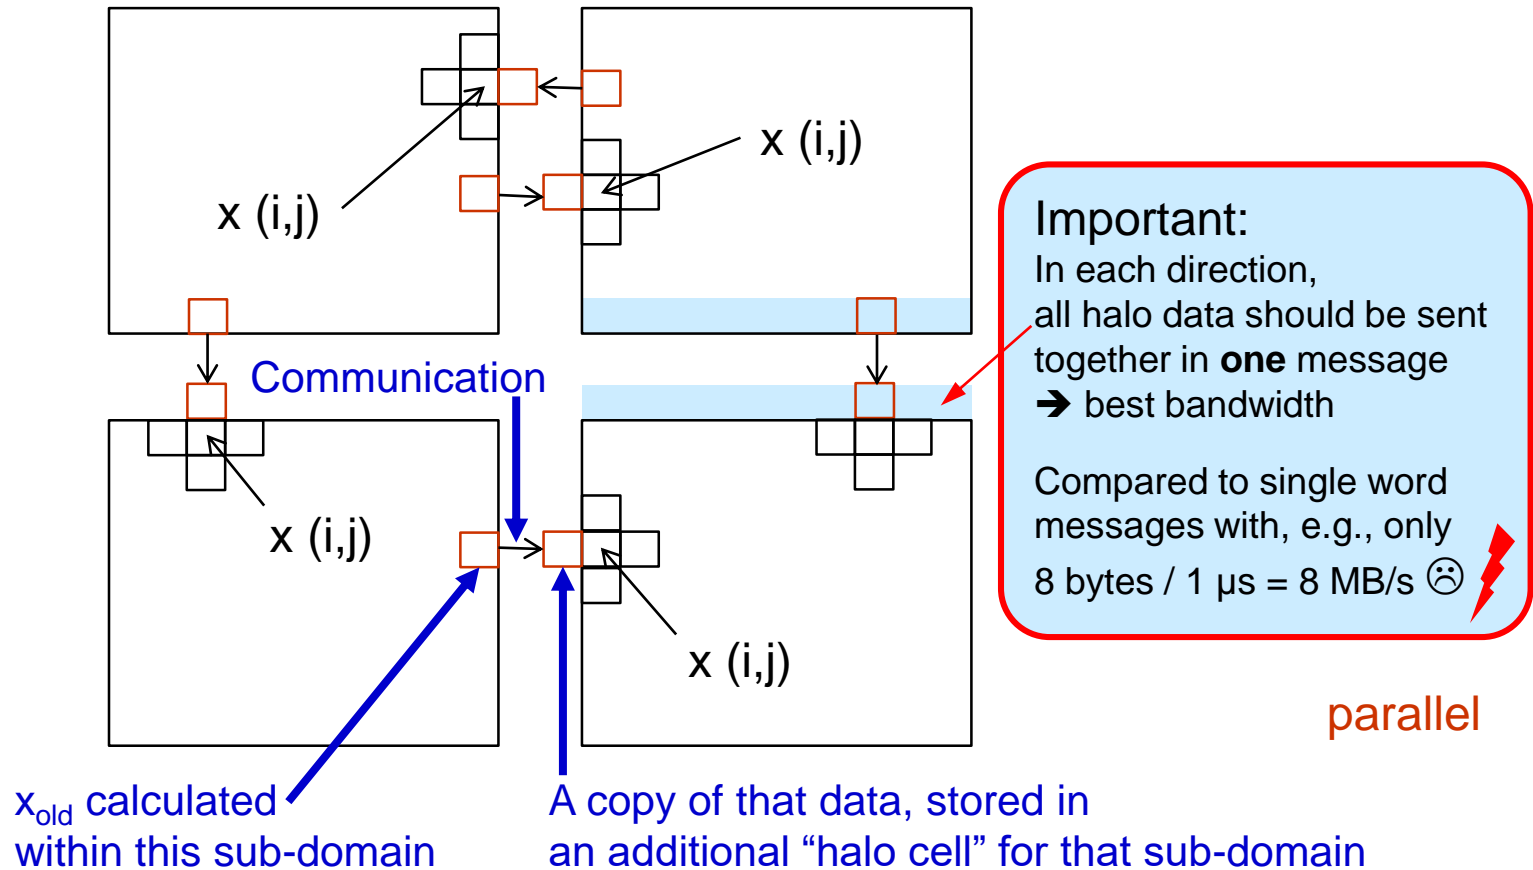 x (i,j)
x (i,j)
Important:
In each direction,
all halo data should be sent
together in one message
➔ best bandwidth
Compared to single word
messages with, e.g., only
8 bytes / 1 µs = 8 MB/s ☹
Communication
x (i,j)
x (i,j)
parallel
xold calculated
within this sub-domain
A copy of that data, stored in
an additional “halo cell” for that sub-domain